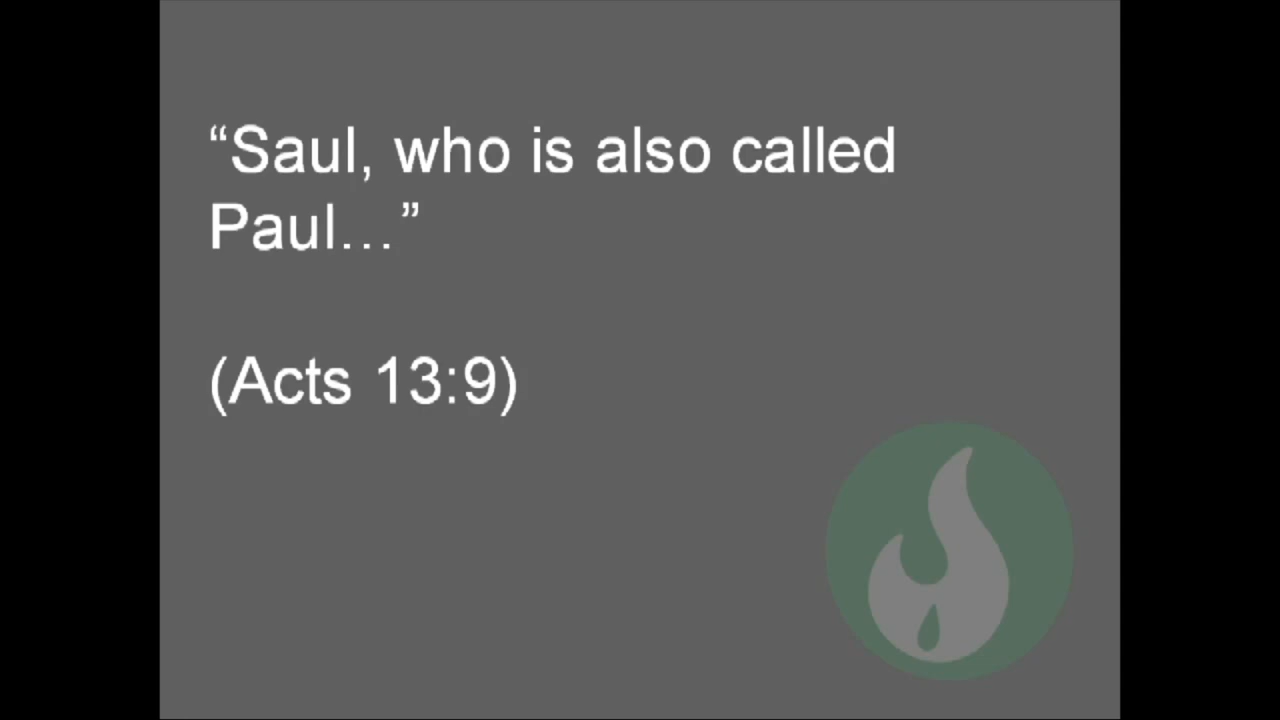 “Saul, who is also called
Paul…”
(Acts 13:9)